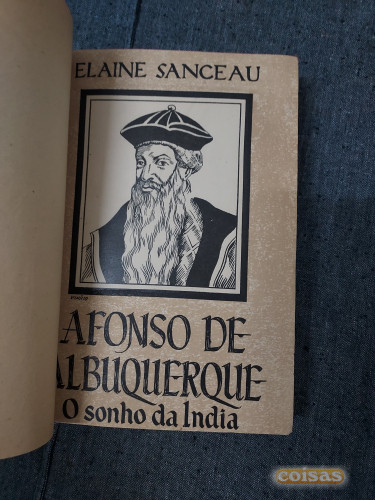 ELAINE SANCEAU
AFONSO DE
ALBUQUERQUE
O sonho da India
coisas